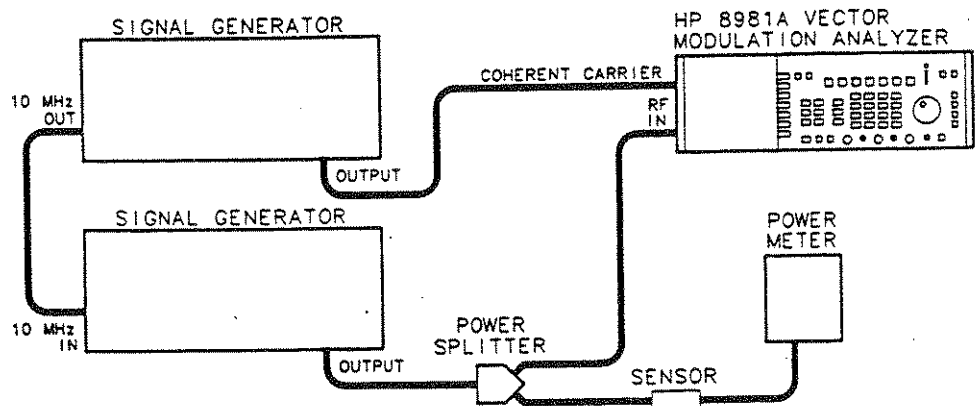 SIGNAL GENERATOR
HP 8981A VECTOR
MODULATION ANALYZER
COHERENT CARRIER
10 MHz
OUT
RF
IN
OUTPUT
SIGNAL GENERATOR
POWER
METER
10 MHz
IN
OUTPUT
POWER
SPLITTER
SENSOR